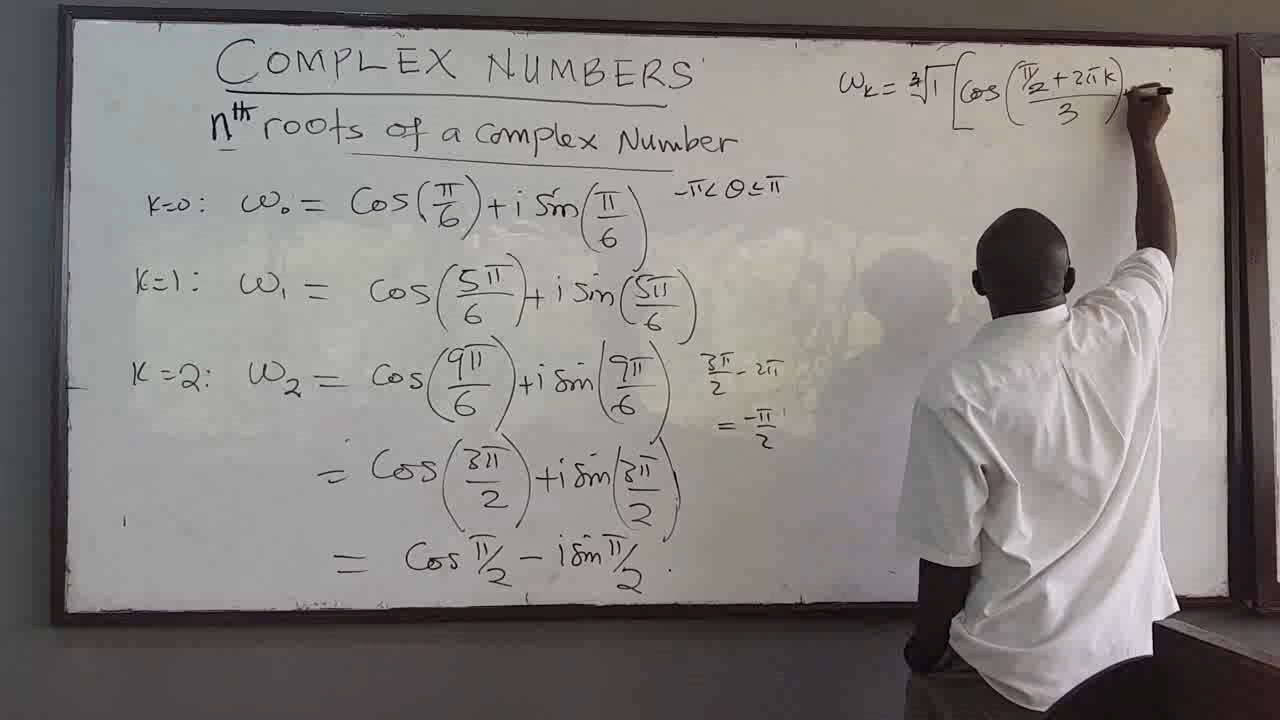 COMPLEX NUMBERS
nth roots of a complex Number
k=0: ω₀ = Cos(π/6) + i Sin(π/6) -π<θ≤π
k=1: ω₁ = cos(5π/6) + i sin(5π/6)
K=2: ω₂ = cos(9π/6) + i sin(9π/6)
= Cos(3π/2) + i sin(3π/2)
= Cos π/2 - i sin π/2.
3π/2 - 2π
= -π/2
ωₖ = ³√1 [Cos((π/2 + 2πk)/3)